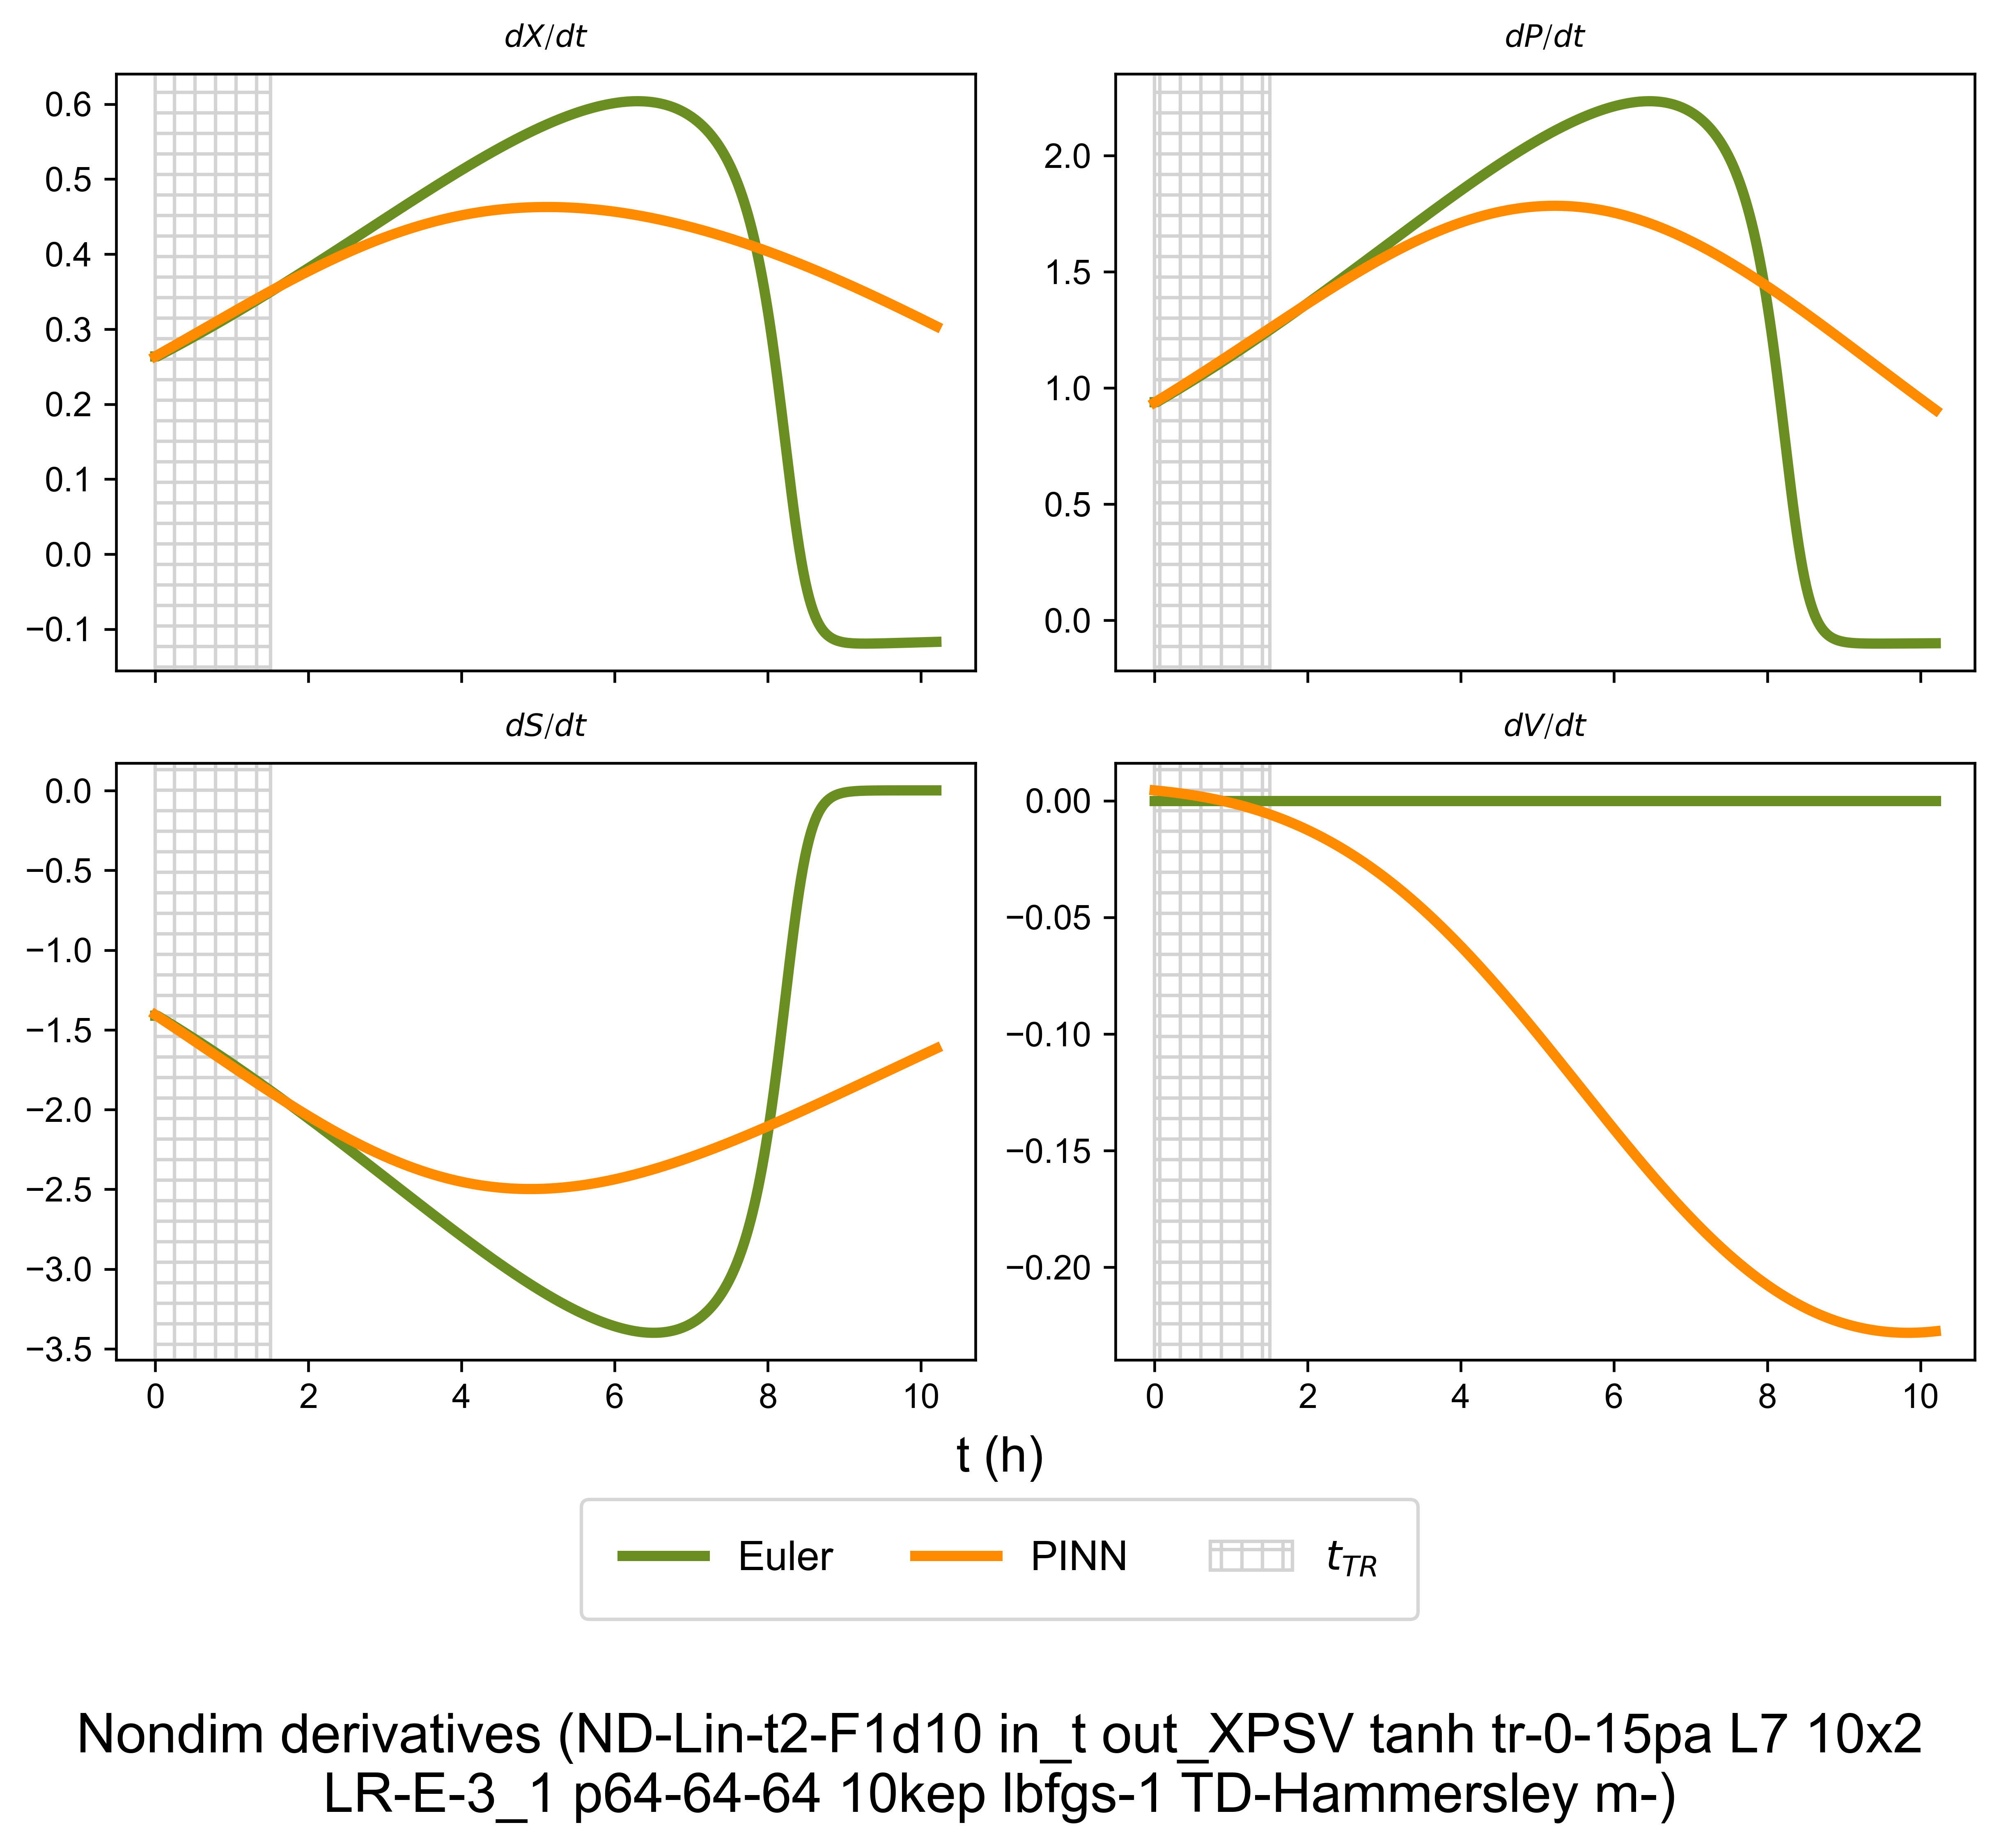 dX/dt
dP/dt
0.6
0.5
0.4
0.3
0.2
0.1
0.0
−0.1
2.0
1.5
1.0
0.5
0.0
dS/dt
dV/dt
0.0
−0.5
−1.0
−1.5
−2.0
−2.5
−3.0
−3.5
0.00
−0.05
−0.10
−0.15
−0.20
0 2 4 6 8 10
0 2 4 6 8 10
t (h)
Euler PINN t_TR
Nondim derivatives (ND-Lin-t2-F1d10 in_t out_XPSV tanh tr-0-15pa L7 10x2
LR-E-3_1 p64-64-64 10kep lbfgs-1 TD-Hammersley m-)